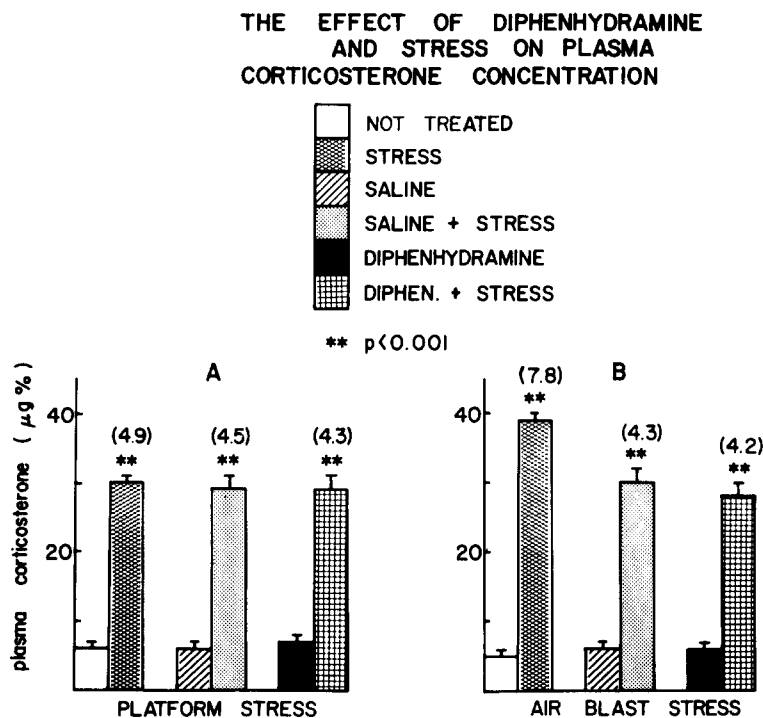 THE EFFECT OF DIPHENHYDRAMINE
AND STRESS ON PLASMA
CORTICOSTERONE CONCENTRATION
NOT TREATED
STRESS
SALINE
SALINE + STRESS
DIPHENHYDRAMINE
DIPHEN. + STRESS
** p<0.001
A
plasma corticosterone ( μg % )
40
20
(4.9)
**
(4.5)
**
(4.3)
**
PLATFORM STRESS
B
40
20
(7.8)
**
(4.3)
**
(4.2)
**
AIR BLAST STRESS